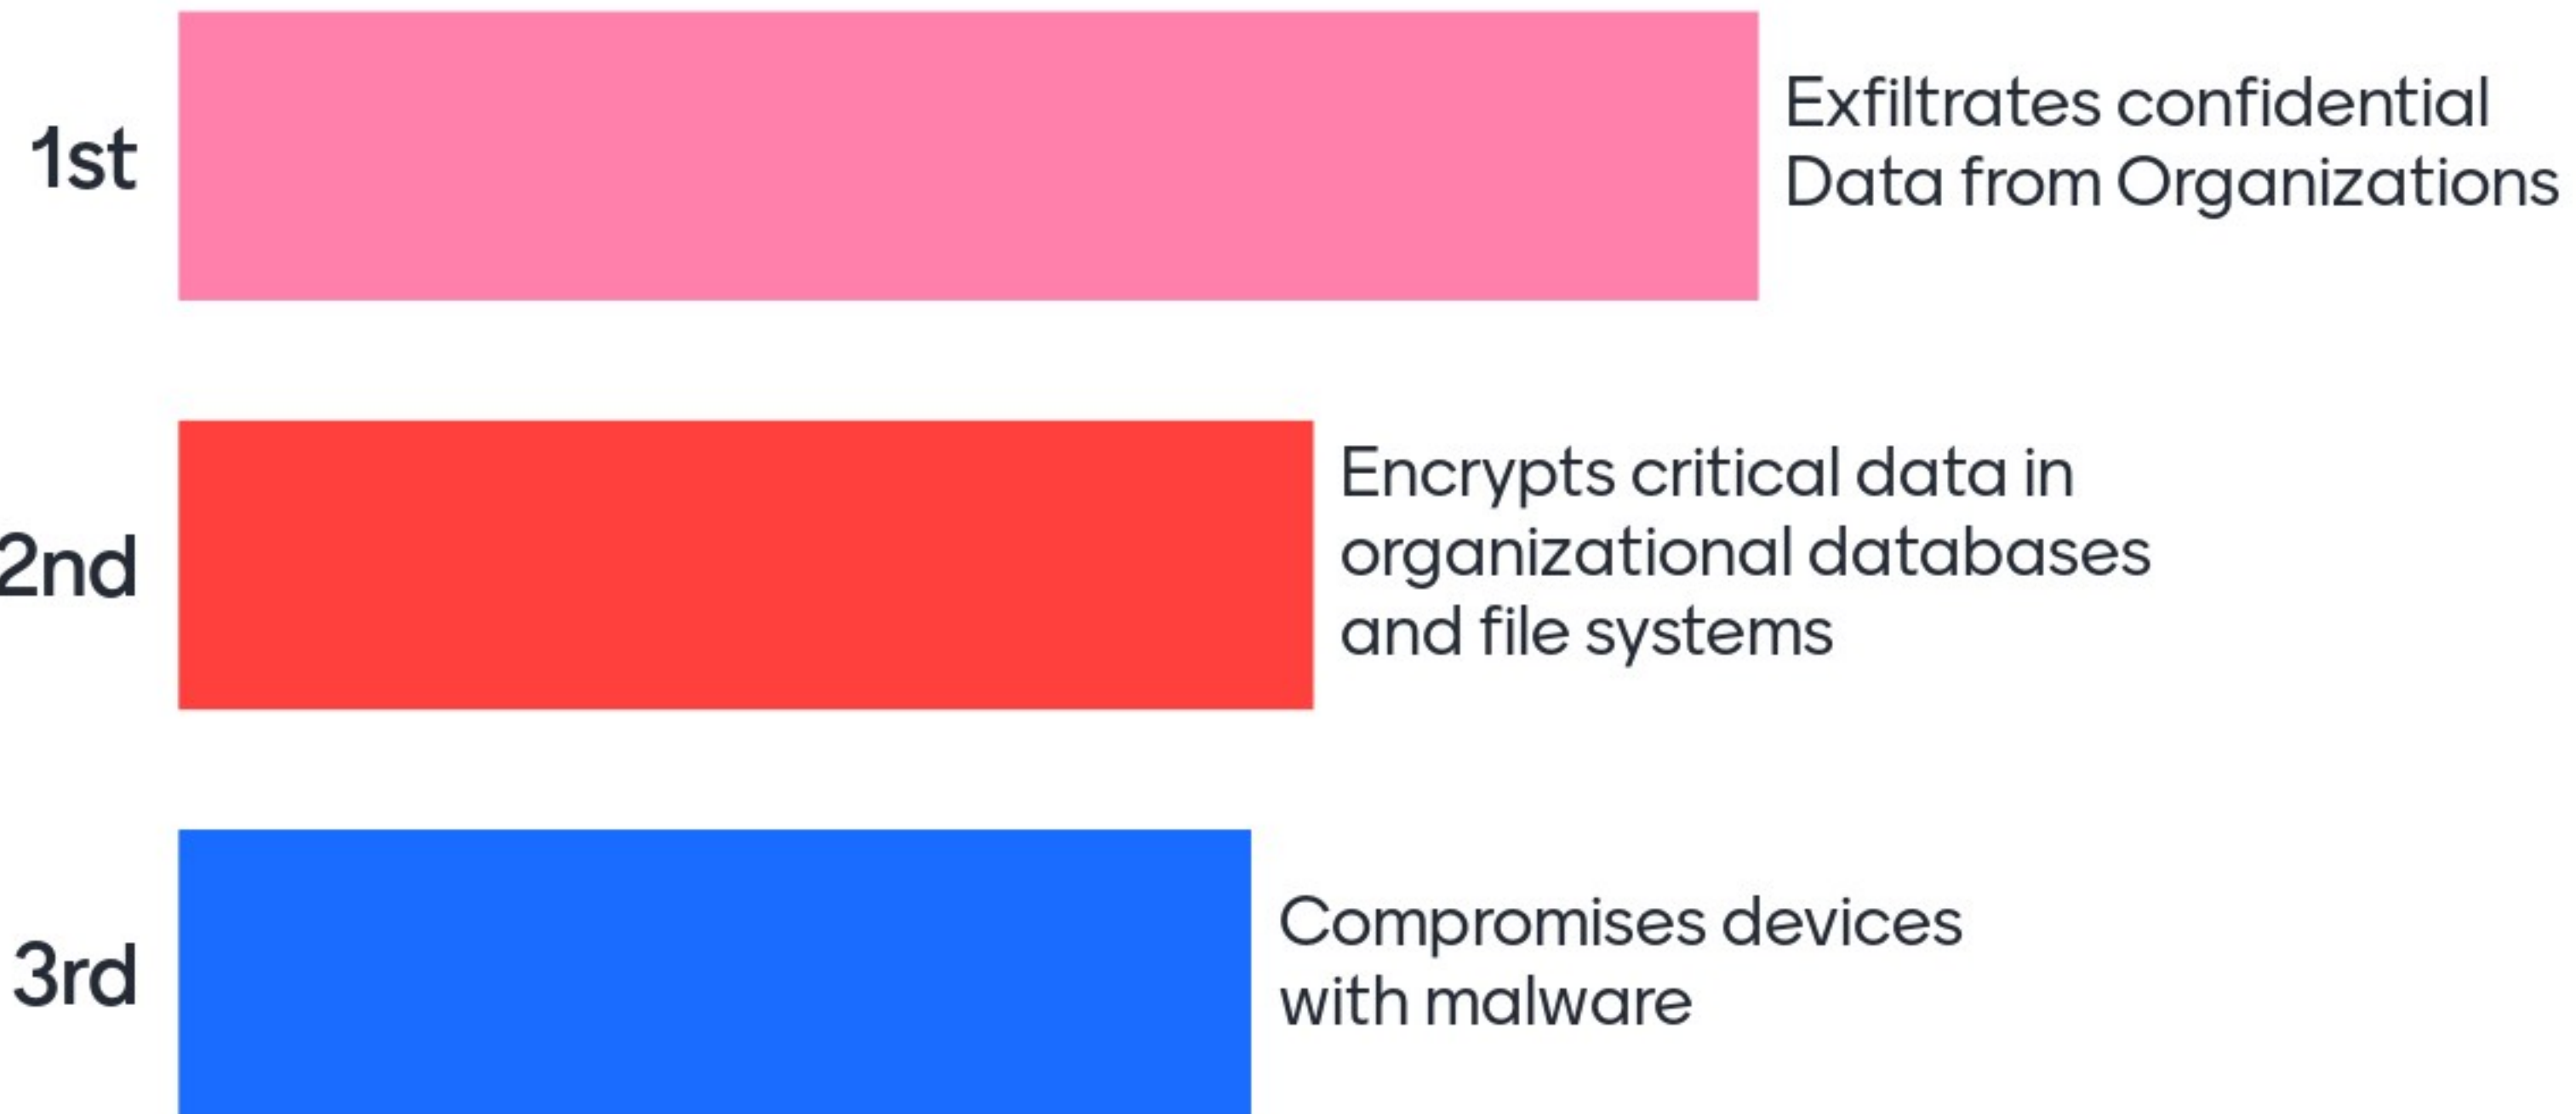 1st
Exfiltrates confidential
Data from Organizations
2nd
Encrypts critical data in
organizational databases
and file systems
3rd
Compromises devices
with malware